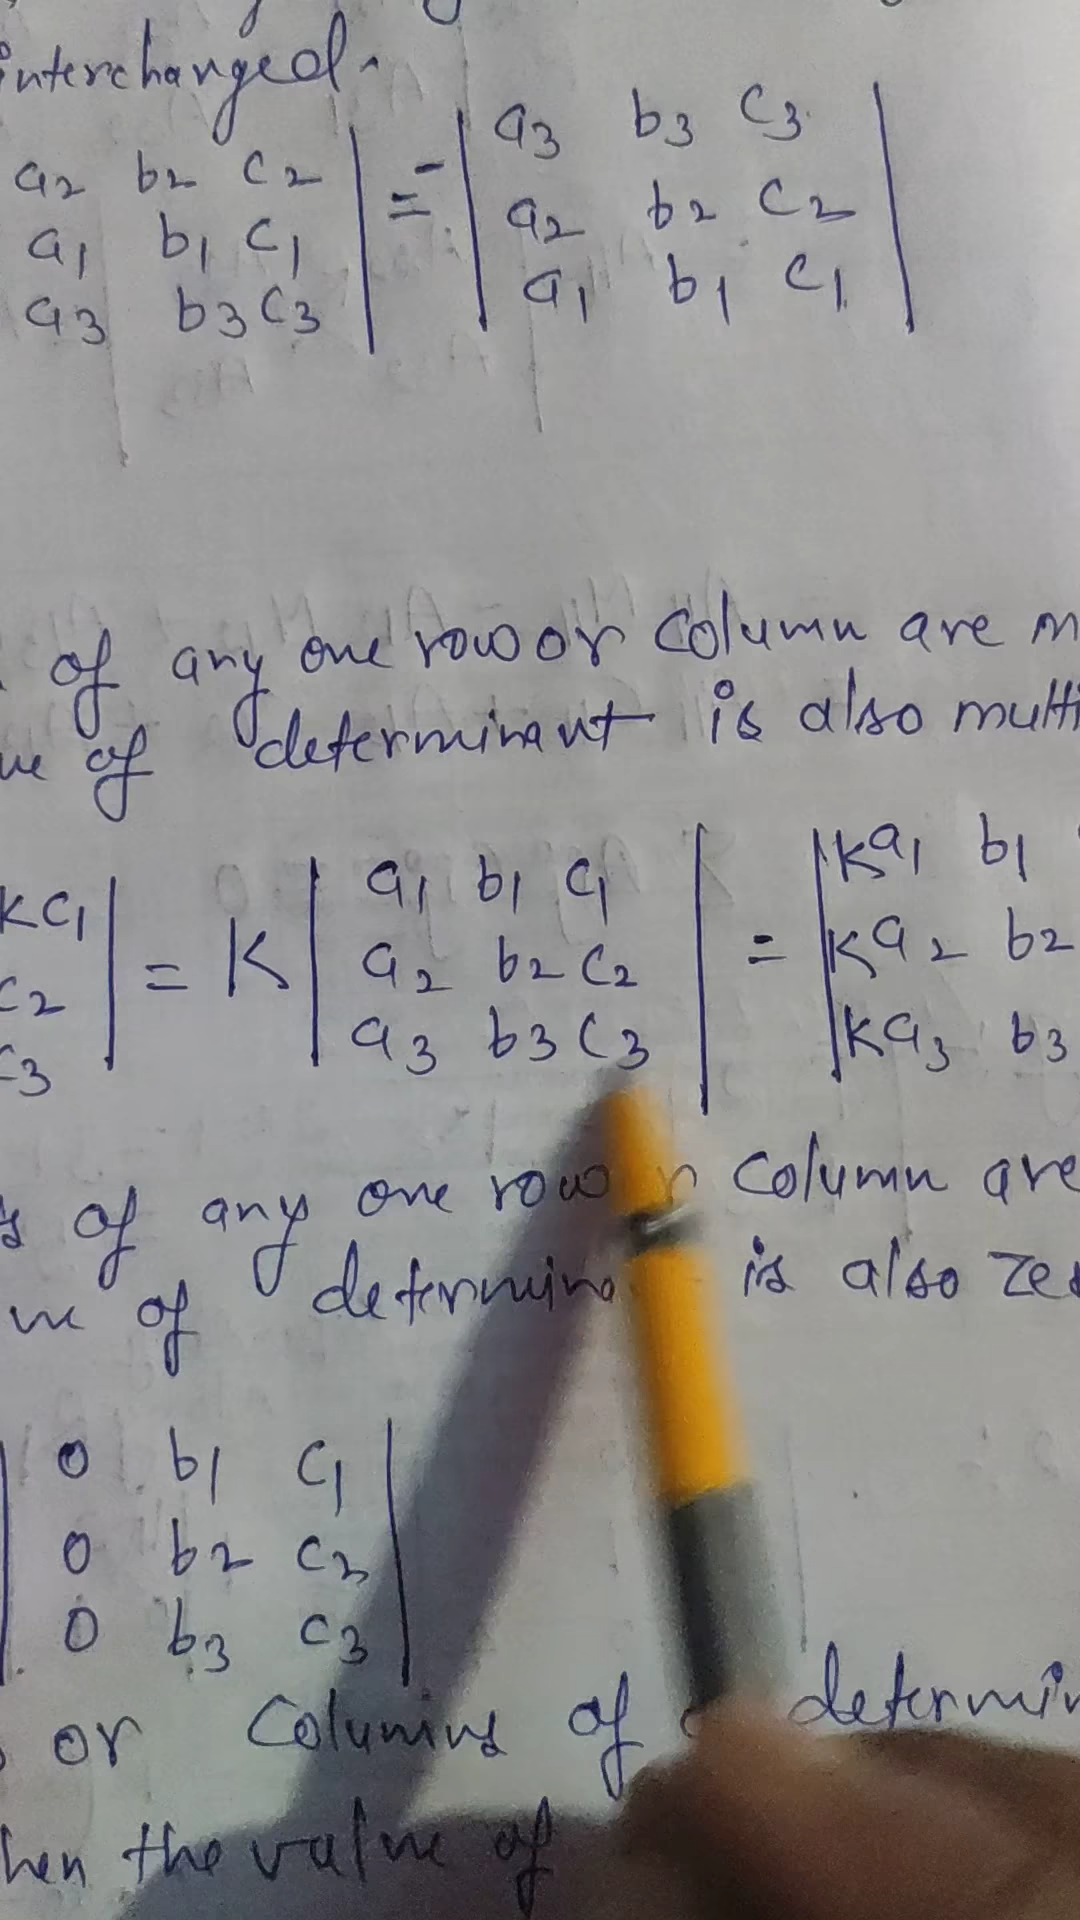 interchanged.
a2 b2 c2 | = - | a3 b3 c3 |
a1 b1 c1 | a2 b2 c2
a3 b3 c3 | a1 b1 c1
of any one row or column are m
of determinant is also multi
kc1 | = K | a1 b1 c1 | = | ka1 b1
c2 | a2 b2 c2 | ka2 b2
c3 | a3 b3 c3 | ka3 b3
of any one row column are
of determin is also ze
0 b1 c1
0 b2 c2
0 b3 c3
or Columns of determin
hen the value of